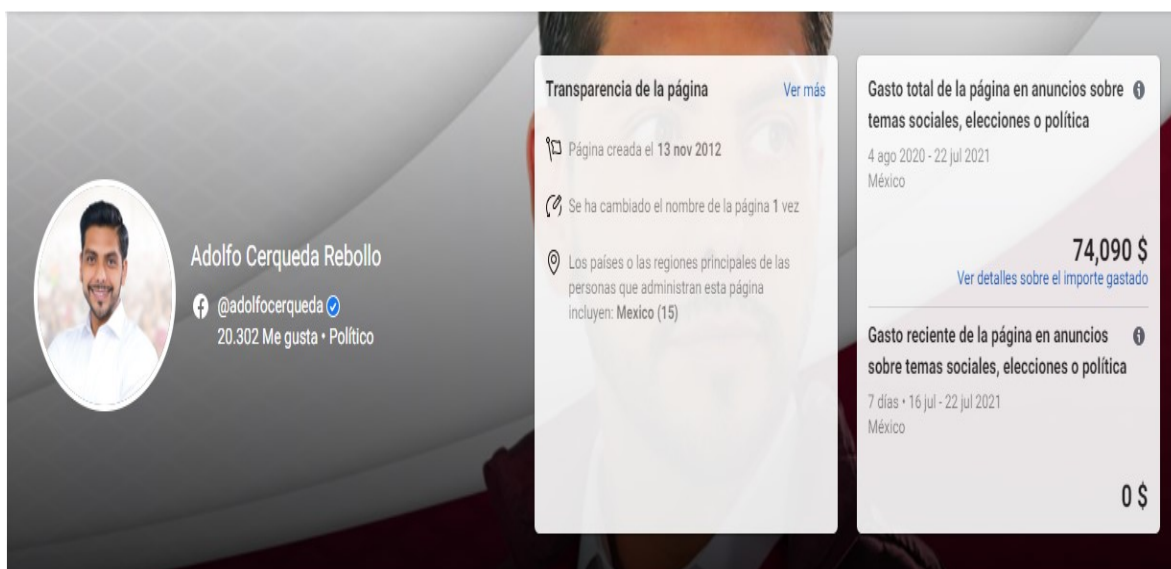 Adolfo Cerqueda Rebollo
@adolfocerqueda
20.302 Me gusta • Político
Transparencia de la página
Ver más
Página creada el 13 nov 2012
Se ha cambiado el nombre de la página 1 vez
Los países o las regiones principales de las
personas que administran esta página
incluyen: Mexico (15)
Gasto total de la página en anuncios sobre
temas sociales, elecciones o política
4 ago 2020 - 22 jul 2021
México
74,090 $
Ver detalles sobre el importe gastado
Gasto reciente de la página en anuncios
sobre temas sociales, elecciones o política
7 días • 16 jul - 22 jul 2021
México
0 $